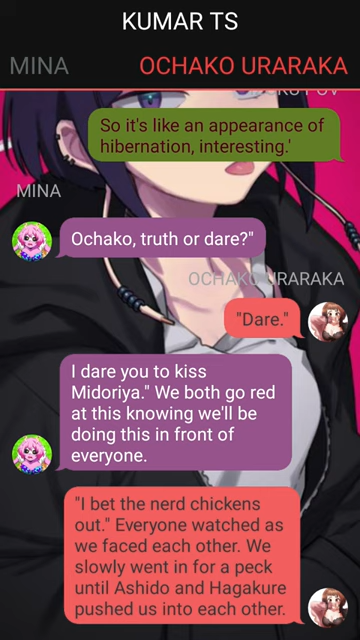 KUMAR TS
MINA
OCHAKO URARAKA
So it's like an appearance of
hibernation, interesting.'
MINA
Ochako, truth or dare?"
OCHAKO URARAKA
"Dare."
I dare you to kiss
Midoriya." We both go red
at this knowing we'll be
doing this in front of
everyone.
"I bet the nerd chickens
out." Everyone watched as
we faced each other. We
slowly went in for a peck
until Ashido and Hagakure
pushed us into each other.